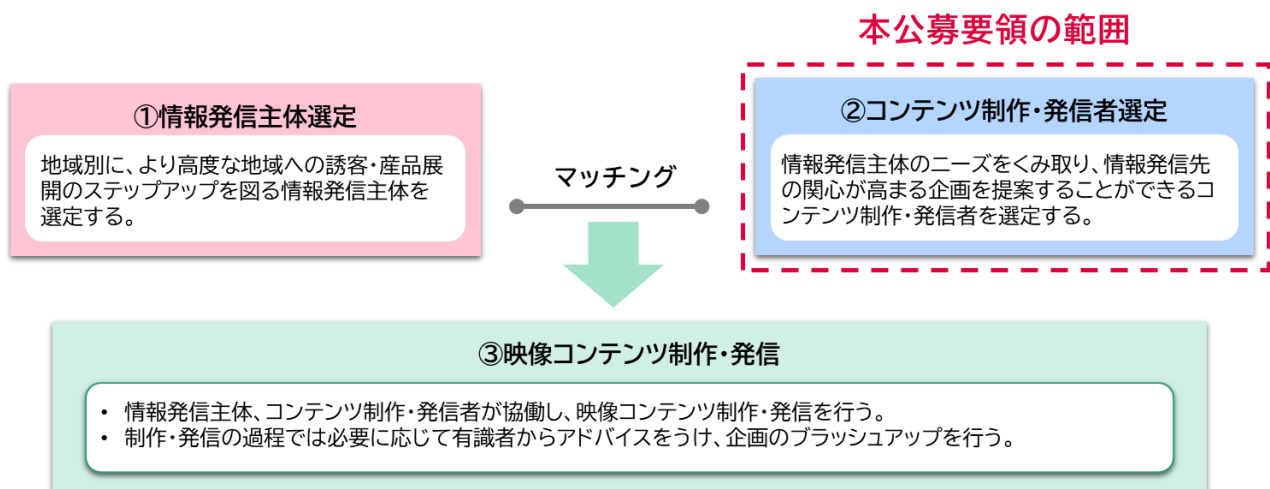 本公募要領の範囲
①情報発信主体選定
地域別に、より高度な地域への誘客・産品展
開のステップアップを図る情報発信主体を
選定する。
マッチング
②コンテンツ制作・発信者選定
情報発信主体のニーズをくみ取り、情報発信先
の関心が高まる企画を提案することができるコ
ンテンツ制作・発信者を選定する。
③映像コンテンツ制作・発信
• 情報発信主体、コンテンツ制作・発信者が協働し、映像コンテンツ制作・発信を行う。
• 制作・発信の過程では必要に応じて有識者からアドバイスをうけ、企画のブラッシュアップを行う。